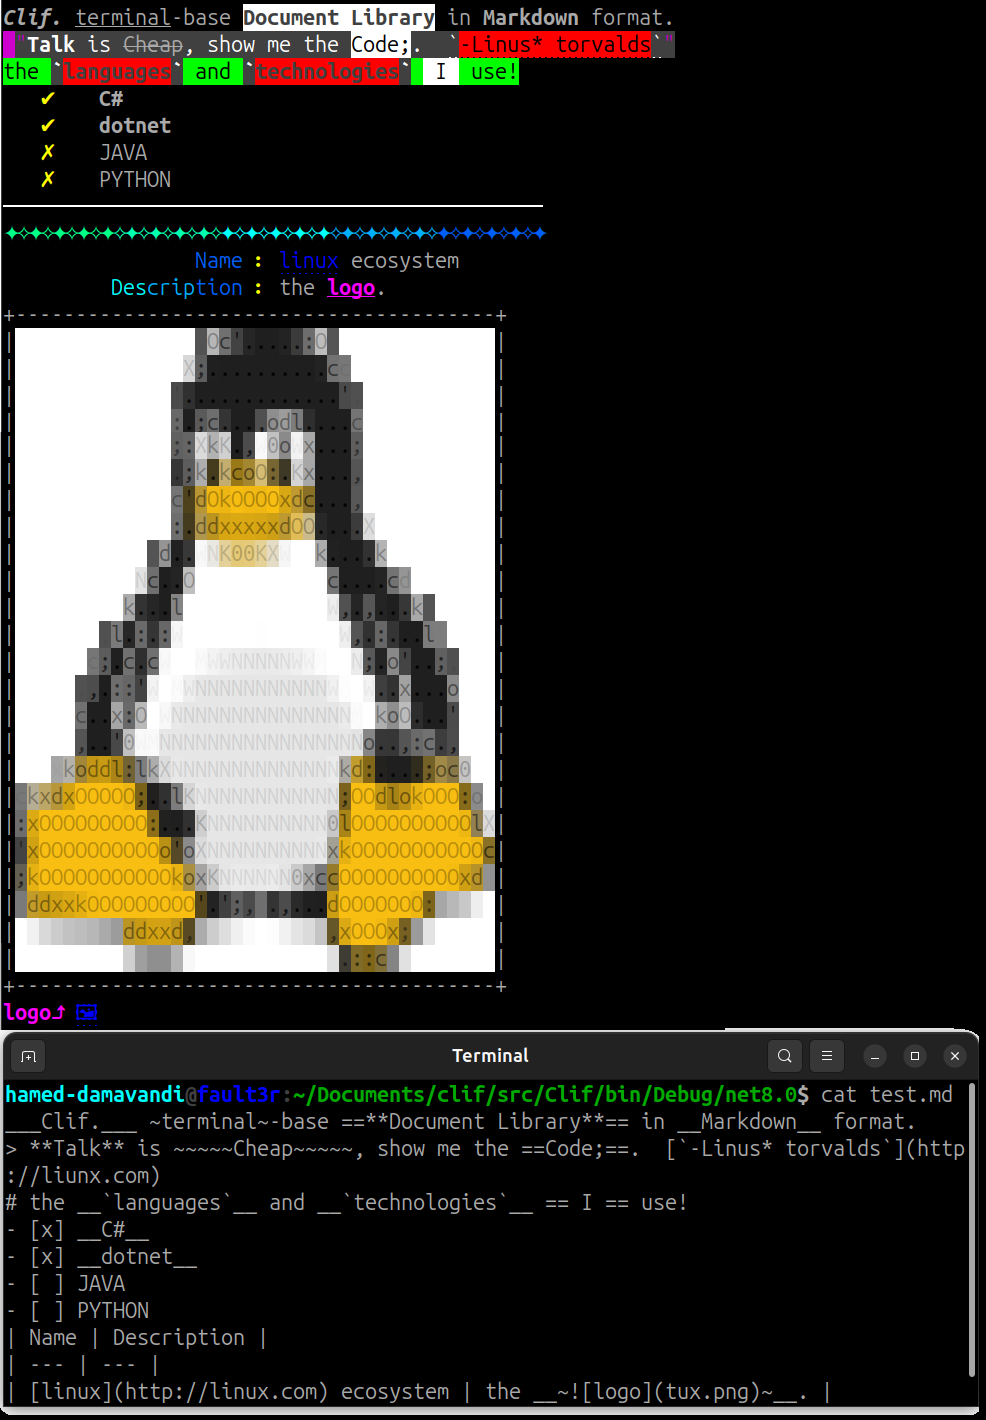 Clif. terminal-base Document Library in Markdown format.
"Talk is Cheap, show me the Code;. `-Linus* torvalds`"
the `languages` and `technologies` I use!
✔ C#
✔ dotnet
✗ JAVA
✗ PYTHON
Name : linux ecosystem
Description : the logo.
logo⤴
Terminal
hamed-damavandi@fault3r:~/Documents/clif/src/Clif/bin/Debug/net8.0$ cat test.md
___Clif.___ ~terminal~-base ==**Document Library**== in __Markdown__ format.
> **Talk** is ~~~~~Cheap~~~~~, show me the ==Code;==.  [`-Linus* torvalds`](http
://liunx.com)
# the __`languages`__ and __`technologies`__ == I == use!
- [x] __C#__
- [x] __dotnet__
- [ ] JAVA
- [ ] PYTHON
| Name | Description |
| --- | --- |
| [linux](http://linux.com) ecosystem | the __~![logo](tux.png)~__. |